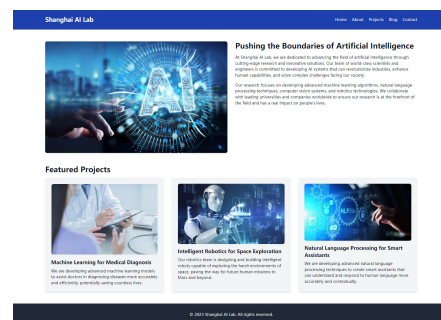 Shanghai AI Lab
Home About Projects Blog Contact
AI
Pushing the Boundaries of Artificial Intelligence
At Shanghai AI Lab, we are dedicated to advancing the field of artificial intelligence through
cutting-edge research and innovative solutions. Our team of world-class scientists and
engineers is committed to developing AI systems that can revolutionize industries, enhance
human capabilities, and solve complex challenges facing our society.
Our research focuses on developing advanced machine learning algorithms, natural language
processing techniques, computer vision systems, and robotics technologies. We collaborate
with leading universities and companies worldwide to ensure our research is at the forefront of
the field and has a real impact on people's lives.
Featured Projects
Machine Learning for Medical Diagnosis
We are developing advanced machine learning models
to assist doctors in diagnosing diseases more accurately
and efficiently, potentially saving countless lives.
Intelligent Robotics for Space Exploration
Our robotics team is designing and building intelligent
robots capable of exploring the harsh environments of
space, paving the way for future human missions to
Mars and beyond.
NLP
Natural Language Processing for Smart
Assistants
We are developing advanced natural language
processing techniques to create smart assistants that
can understand and respond to human language more
accurately and contextually.
© 2023 Shanghai AI Lab. All rights reserved.